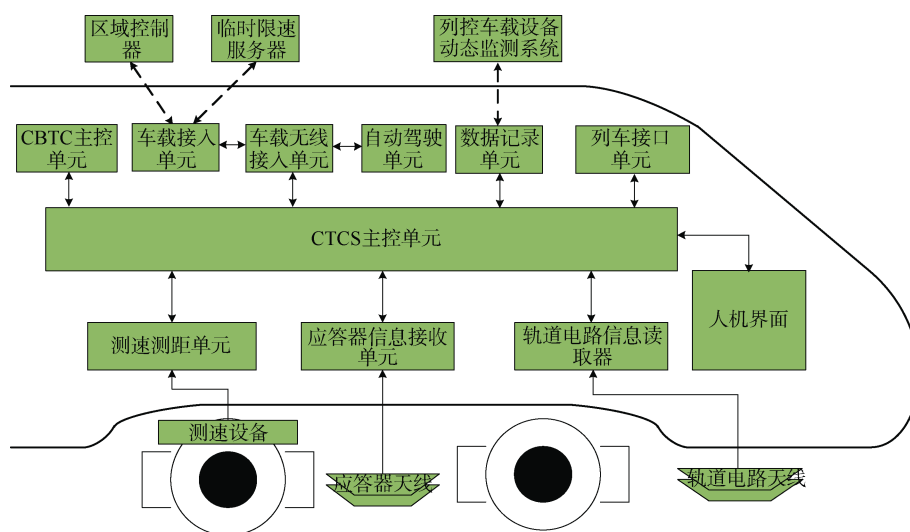 区域控制
器
临时限速
服务器
列控车载设备
动态监测系统
CBTC主控
单元
车载接入
单元
车载无线
接入单元
自动驾驶
单元
数据记录
单元
列车接口
单元
CTCS主控单元
人机界面
测速测距单元
应答器信息接收
单元
轨道电路信息读
取器
测速设备
应答器天线
轨道电路天线